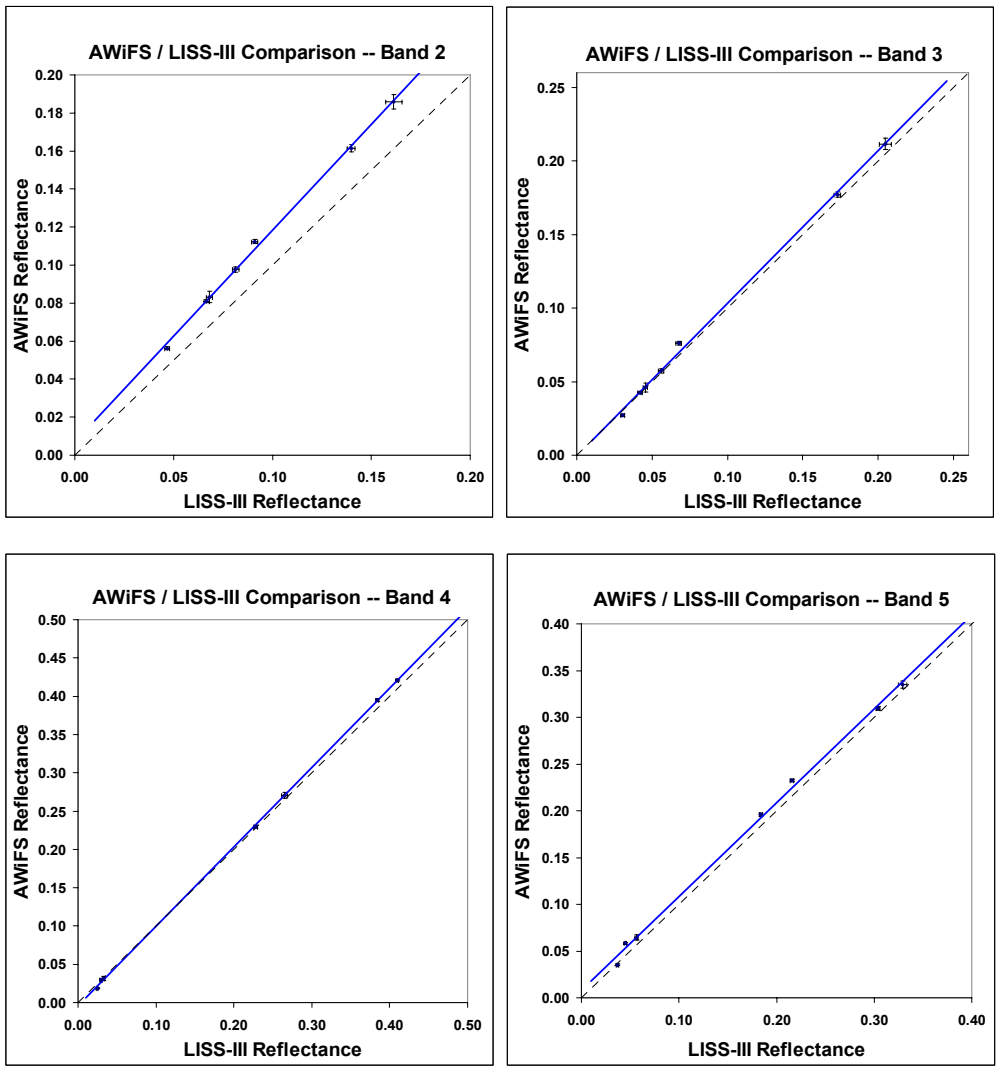 AWiFS / LISS-III Comparison -- Band 2
0.20
0.18
0.16
0.14
0.12
0.10
0.08
0.06
0.04
0.02
0.00
AWiFS Reflectance
0.00 0.05 0.10 0.15 0.20
LISS-III Reflectance
AWiFS / LISS-III Comparison -- Band 3
0.25
0.20
0.15
0.10
0.05
0.00
AWiFS Reflectance
0.00 0.05 0.10 0.15 0.20 0.25
LISS-III Reflectance
AWiFS / LISS-III Comparison -- Band 4
0.50
0.45
0.40
0.35
0.30
0.25
0.20
0.15
0.10
0.05
0.00
AWiFS Reflectance
0.00 0.10 0.20 0.30 0.40 0.50
LISS-III Reflectance
AWiFS / LISS-III Comparison -- Band 5
0.40
0.35
0.30
0.25
0.20
0.15
0.10
0.05
0.00
AWiFS Reflectance
0.00 0.10 0.20 0.30 0.40
LISS-III Reflectance